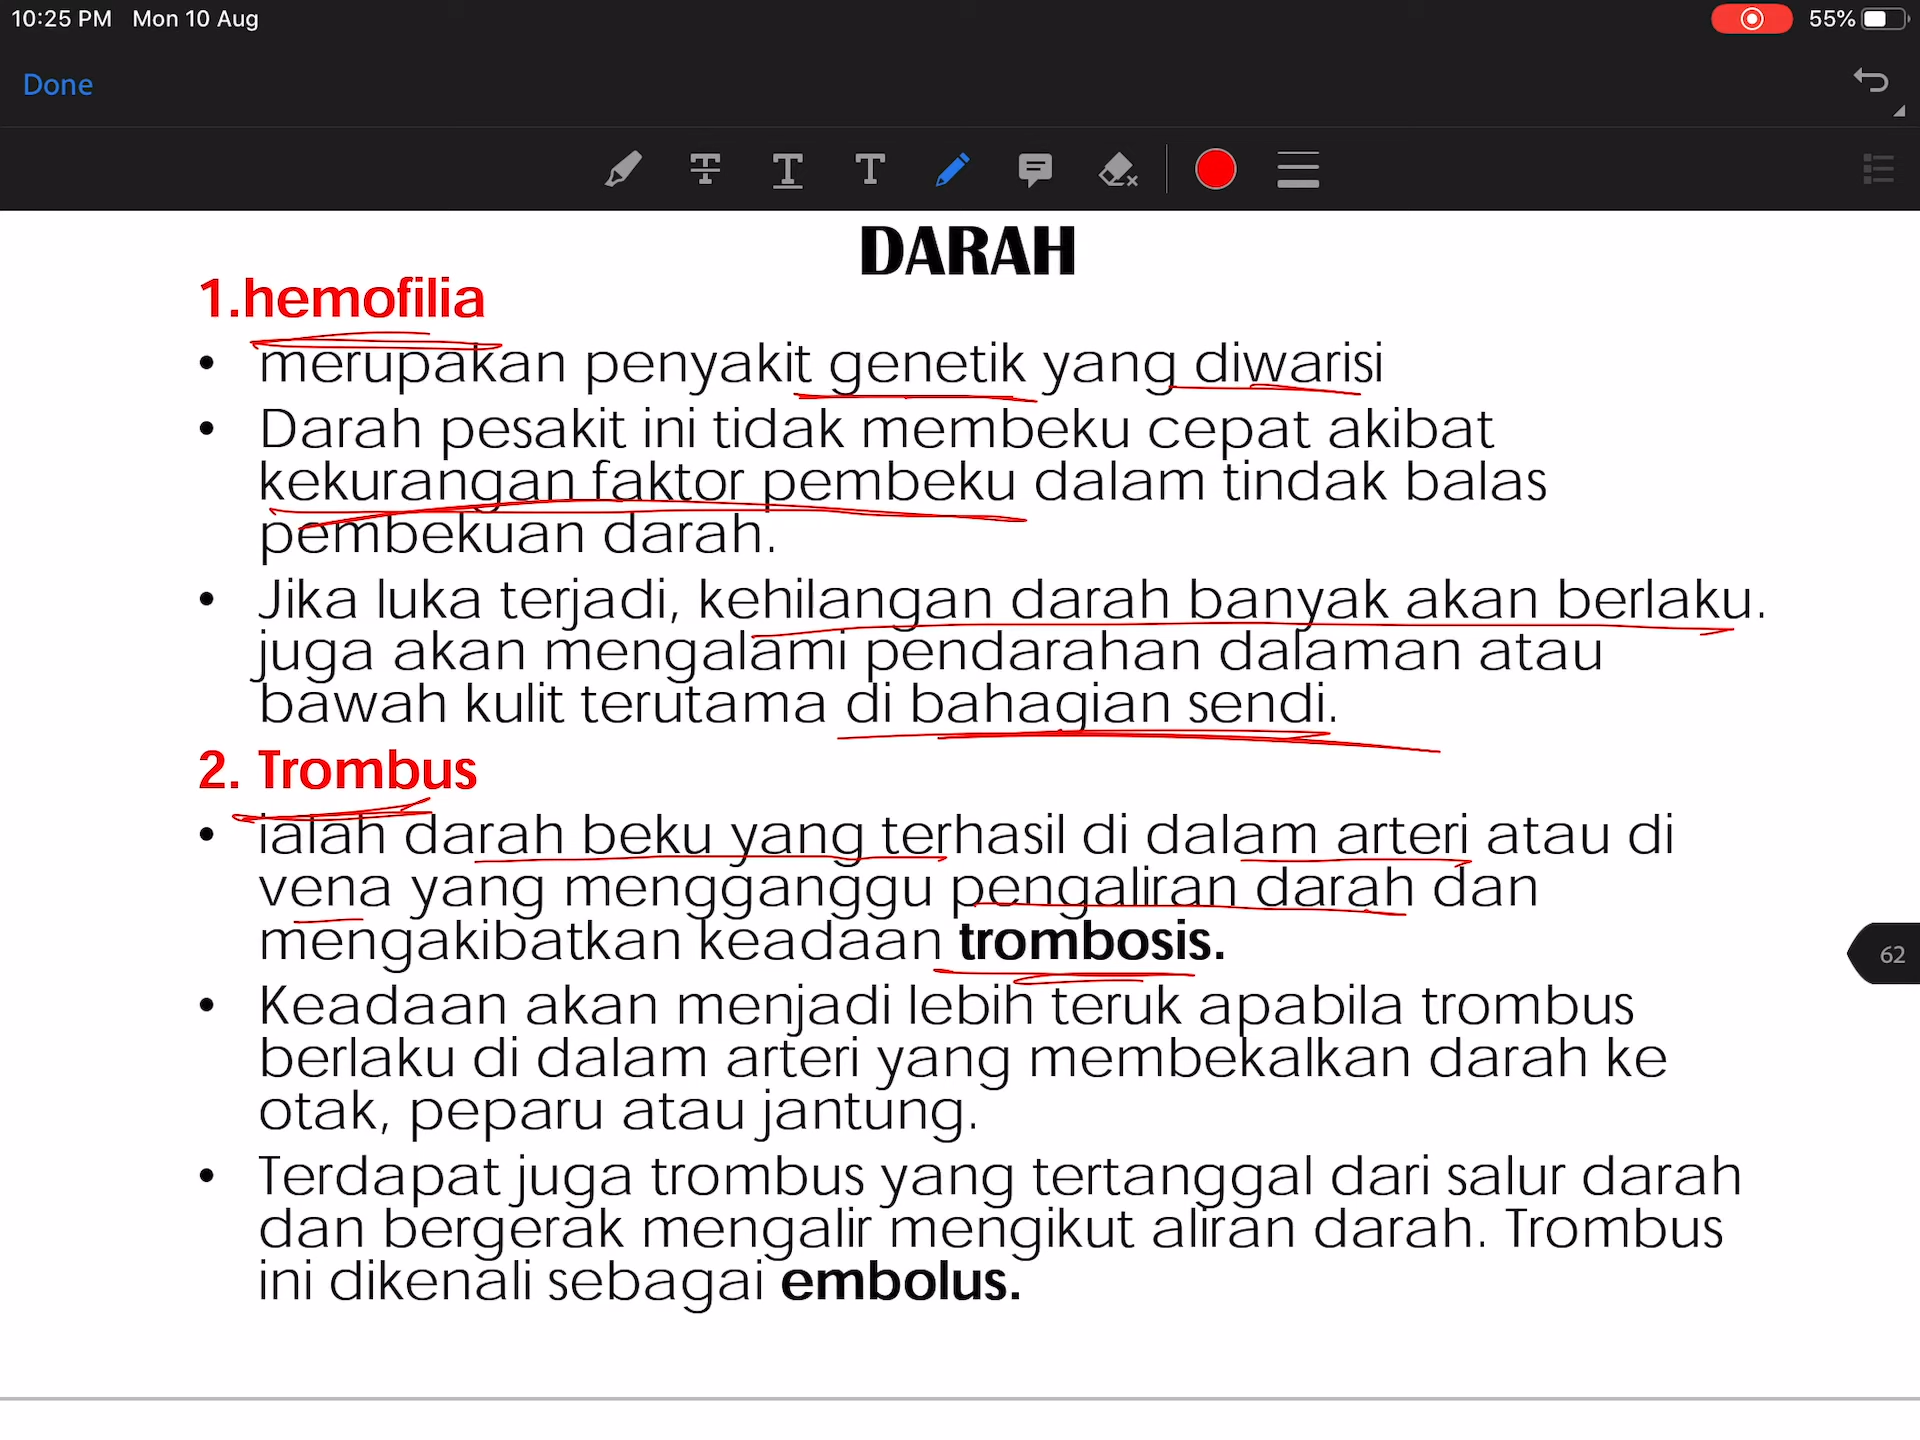 10:25 PM Mon 10 Aug
55%
Done
DARAH
1.hemofilia
• merupakan penyakit genetik yang diwarisi
• Darah pesakit ini tidak membeku cepat akibat
kekurangan faktor pembeku dalam tindak balas
pembekuan darah.
• Jika luka terjadi, kehilangan darah banyak akan berlaku.
juga akan mengalami pendarahan dalaman atau
bawah kulit terutama di bahagian sendi.
2. Trombus
• ialah darah beku yang terhasil di dalam arteri atau di
vena yang mengganggu pengaliran darah dan
mengakibatkan keadaan trombosis.
62
• Keadaan akan menjadi lebih teruk apabila trombus
berlaku di dalam arteri yang membekalkan darah ke
otak, peparu atau jantung.
• Terdapat juga trombus yang tertanggal dari salur darah
dan bergerak mengalir mengikut aliran darah. Trombus
ini dikenali sebagai embolus.